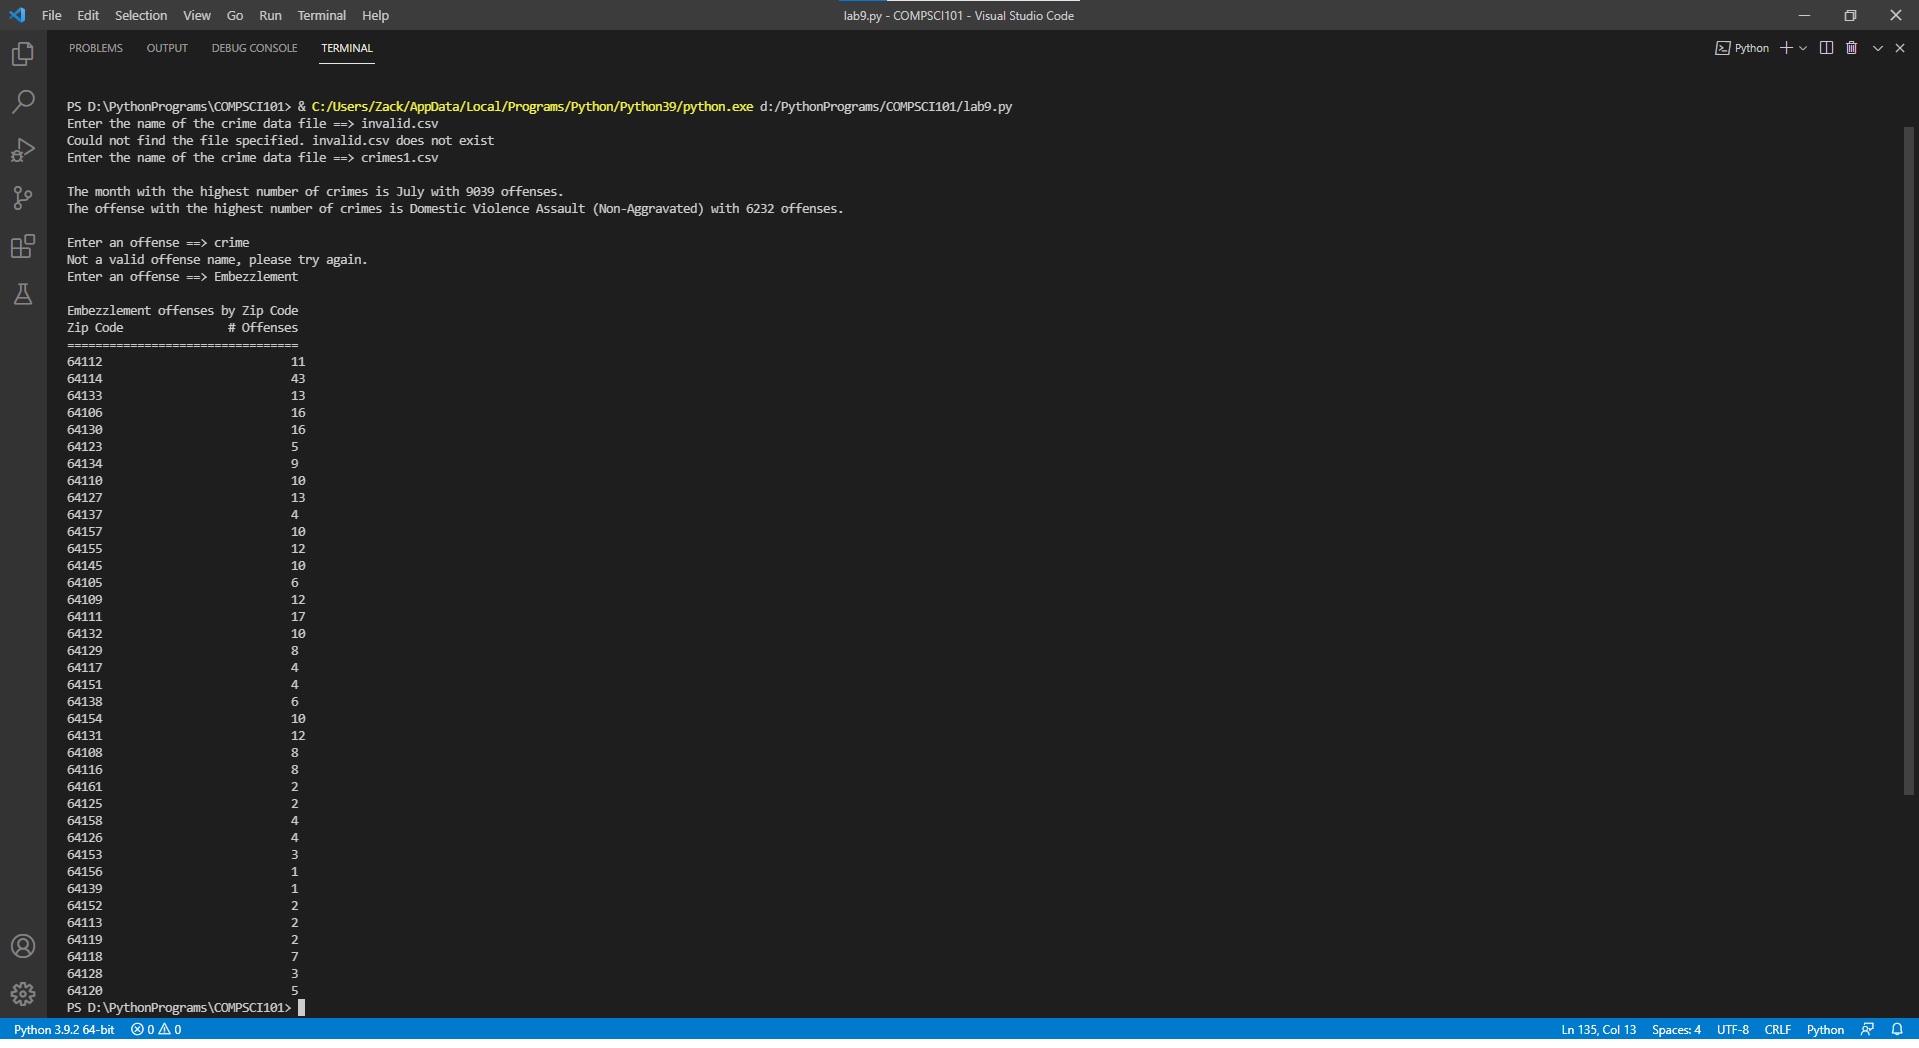 File Edit Selection View Go Run Terminal Help lab9.py - COMPSCI101 - Visual Studio Code
PROBLEMS OUTPUT DEBUG CONSOLE TERMINAL Python
PS D:\PythonPrograms\COMPSCI101> & C:/Users/Zack/AppData/Local/Programs/Python/Python39/python.exe d:/PythonPrograms/COMPSCI101/lab9.py
Enter the name of the crime data file ==> invalid.csv
Could not find the file specified. invalid.csv does not exist
Enter the name of the crime data file ==> crimes1.csv
The month with the highest number of crimes is July with 9039 offenses.
The offense with the highest number of crimes is Domestic Violence Assault (Non-Aggravated) with 6232 offenses.
Enter an offense ==> crime
Not a valid offense name, please try again.
Enter an offense ==> Embezzlement
Embezzlement offenses by Zip Code
Zip Code # Offenses
=================================
64112 11
64114 43
64133 13
64106 16
64130 16
64123 5
64134 9
64110 10
64127 13
64137 4
64157 10
64155 12
64145 10
64105 6
64109 12
64111 17
64132 10
64129 8
64117 4
64151 4
64138 6
64154 10
64131 12
64108 8
64116 8
64161 2
64125 2
64158 4
64126 4
64153 3
64156 1
64139 1
64152 2
64113 2
64119 2
64118 7
64128 3
64120 5
PS D:\PythonPrograms\COMPSCI101>
Python 3.9.2 64-bit 0 0 Ln 135, Col 13 Spaces: 4 UTF-8 CRLF Python